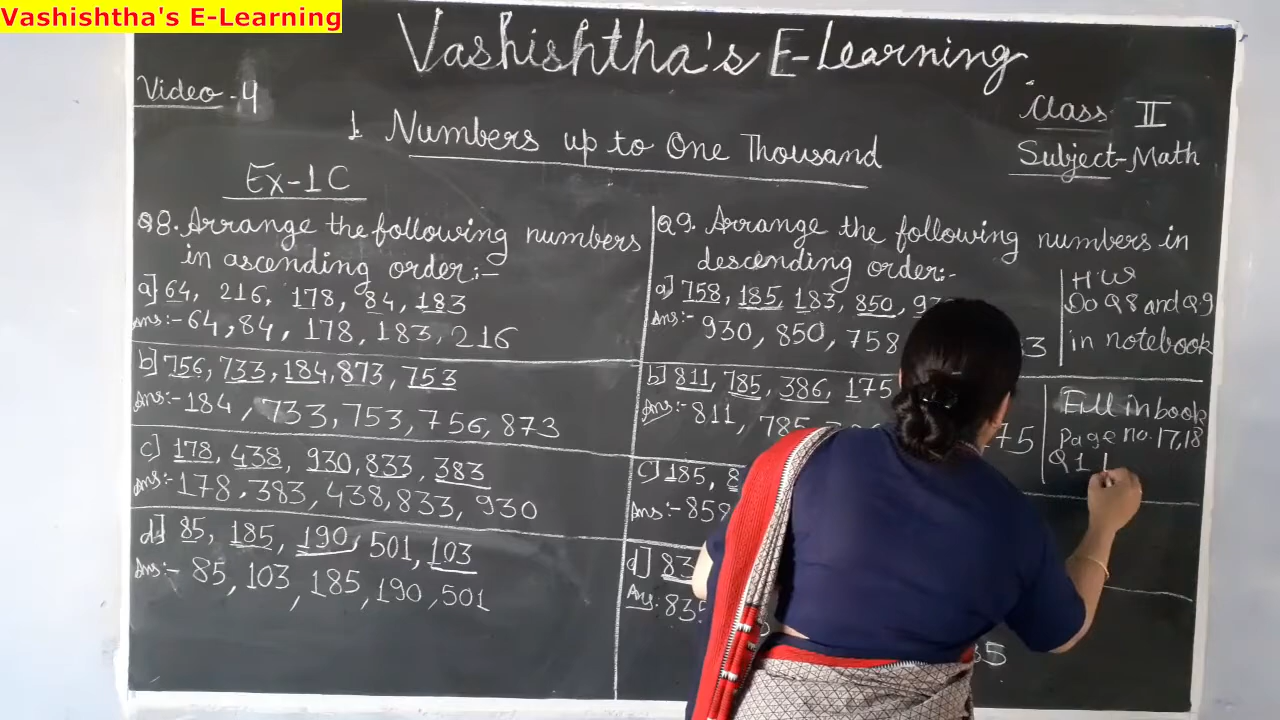 Vashishtha's E-Learning
Vashishtha's E-Learning
Video-4
Class II
1. Numbers up to One Thousand
Subject-Math
Ex-1C
Q8. Arrange the following numbers
in ascending order:-
a] 64, 216, 178, 84, 183
Ans:- 64, 84, 178, 183, 216
b] 756, 733, 184, 873, 753
Ans:- 184, 733, 753, 756, 873
c] 178, 438, 930, 833, 383
Ans:- 178, 383, 438, 833, 930
d] 85, 185, 190, 501, 103
Ans:- 85, 103, 185, 190, 501
Q9. Arrange the following numbers in
descending order:-
a] 758, 185, 183, 850,
Ans:- 930, 850, 758
b] 811, 785, 386, 175
Ans:- 811, 785,
c] 185,
Ans:- 859
d]
Ans.
H.W
Do Q8 and Q9
in notebook
Fill in book
Page no. 17,18
Q1